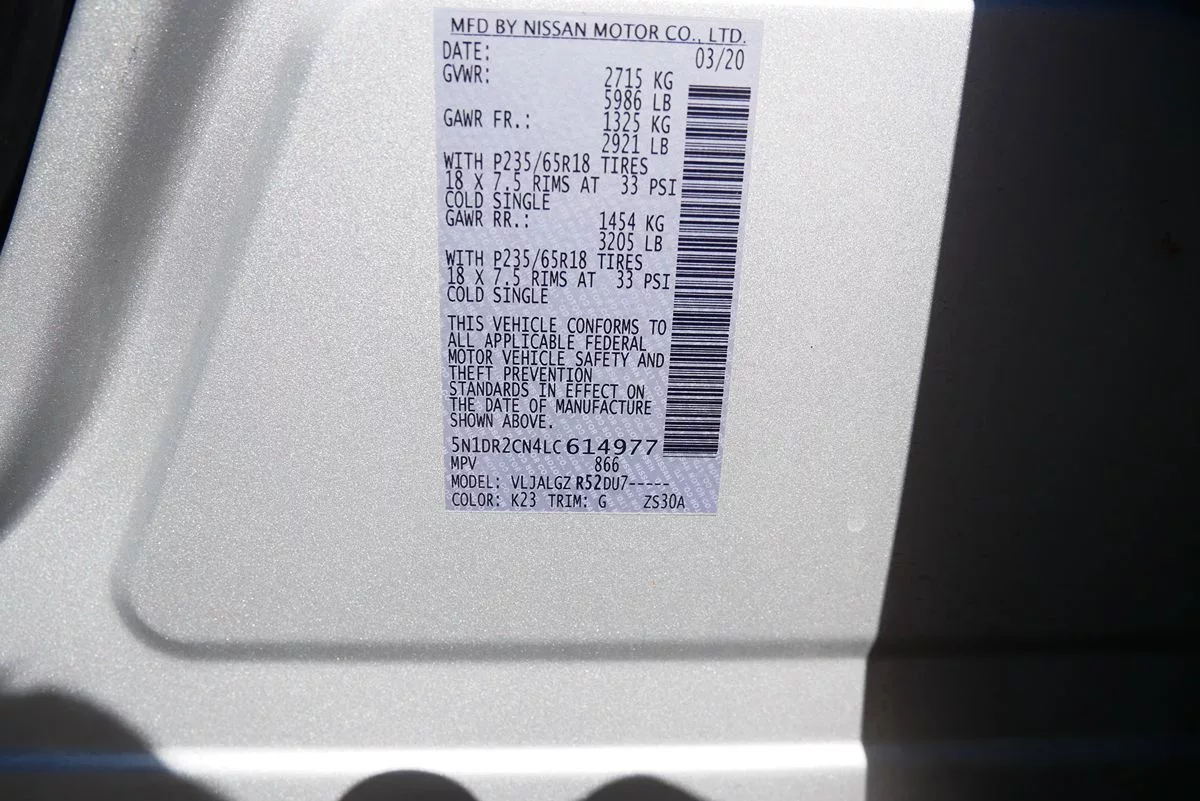 MFD BY NISSAN MOTOR CO., LTD.
DATE: 03/20
GVWR: 2715 KG
5986 LB
GAWR FR.: 1325 KG
2921 LB
WITH P235/65R18 TIRES
18 X 7.5 RIMS AT 33 PSI
COLD SINGLE
GAWR RR.: 1454 KG
3205 LB
WITH P235/65R18 TIRES
18 X 7.5 RIMS AT 33 PSI
COLD SINGLE
THIS VEHICLE CONFORMS TO
ALL APPLICABLE FEDERAL
MOTOR VEHICLE SAFETY AND
THEFT PREVENTION
STANDARDS IN EFFECT ON
THE DATE OF MANUFACTURE
SHOWN ABOVE.
5N1DR2CN4LC614977
MPV 866
MODEL: VLJALGZ R52DU7-----
COLOR: K23 TRIM: G ZS30A